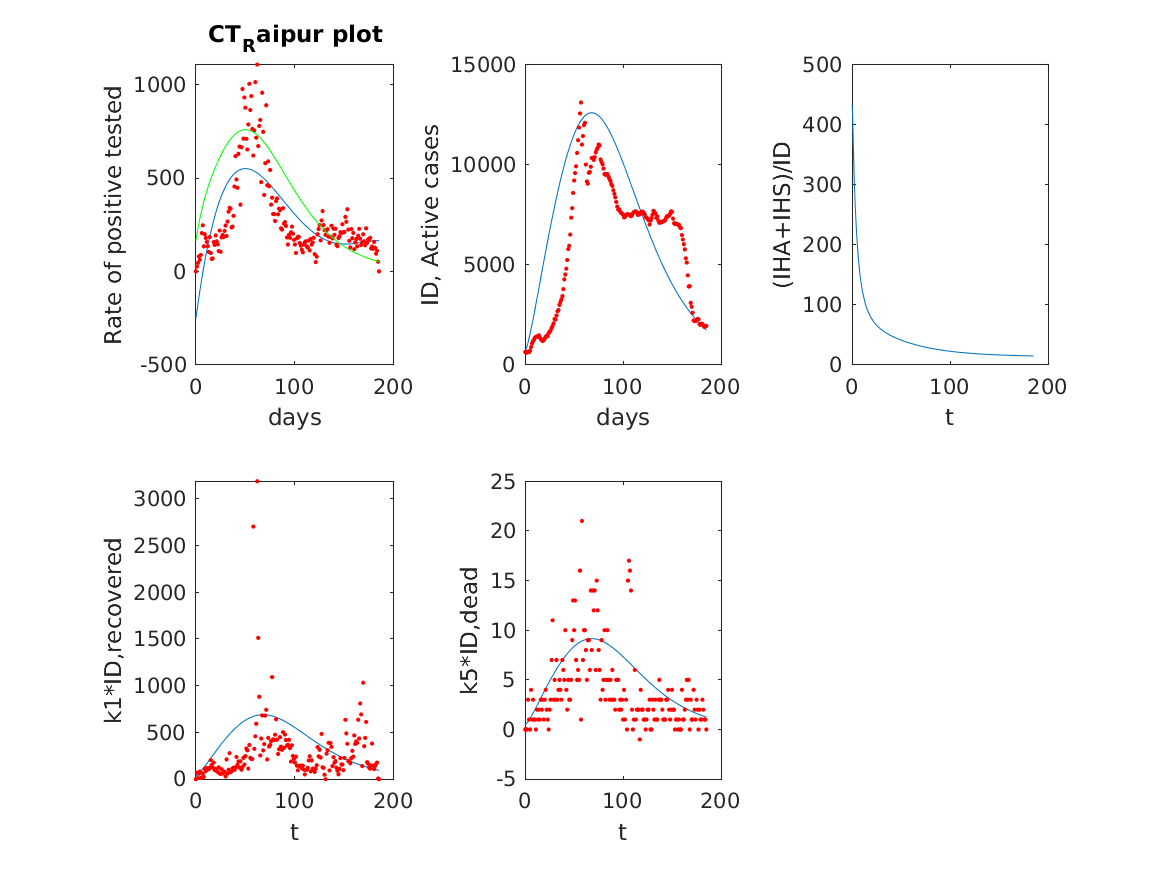 CT_Raipur plot
Rate of positive tested
1000
500
0
-500
0 100 200
days
ID, Active cases
15000
10000
5000
0
0 100 200
days
(IHA+IHS)/ID
500
400
300
200
100
0
0 100 200
t
k1*ID,recovered
3000
2500
2000
1500
1000
500
0
0 100 200
t
k5*ID,dead
25
20
15
10
5
0
-5
0 100 200
t